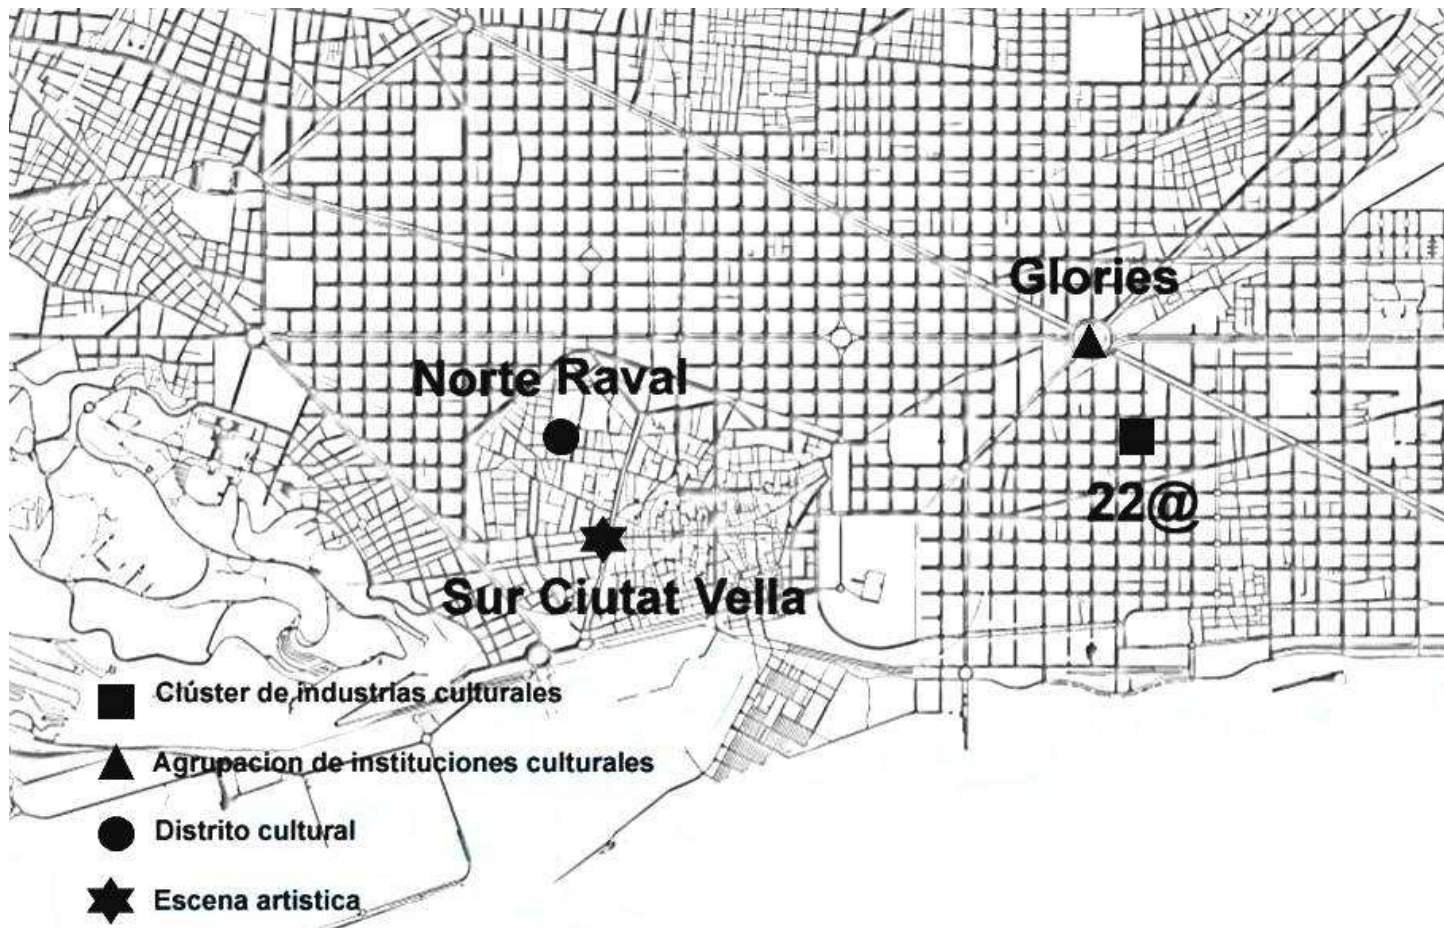 Glories
Norte Raval
22@
Sur Ciutat Vella
Clúster de industrias culturales
Agrupacion de instituciones culturales
Distrito cultural
Escena artistica